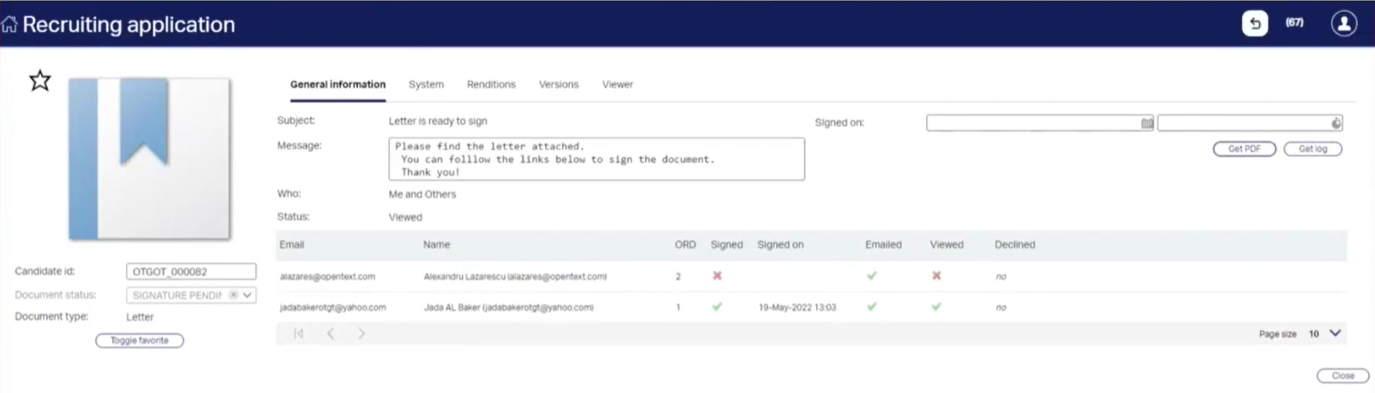 Recruiting application
(67)
General information System Renditions Versions Viewer
Subject: Letter is ready to sign Signed on:
Message: Please find the letter attached.
You can folllow the links below to sign the document.
Thank you!
Get PDF Get log
Who: Me and Others
Status: Viewed
Email Name ORD Signed Signed on Emailed Viewed Declined
alazares@opentext.com Alexandru Lazarescu (alazares@opentext.com) 2 no
jadabakerotgt@yahoo.com Jada AL Baker (jadabakerotgt@yahoo.com) 1 19-May-2022 13:03 no
Page size 10
Candidate id: OTGOT_000082
Document status: SIGNATURE PENDI
Document type: Letter
Toggle favorite
Close